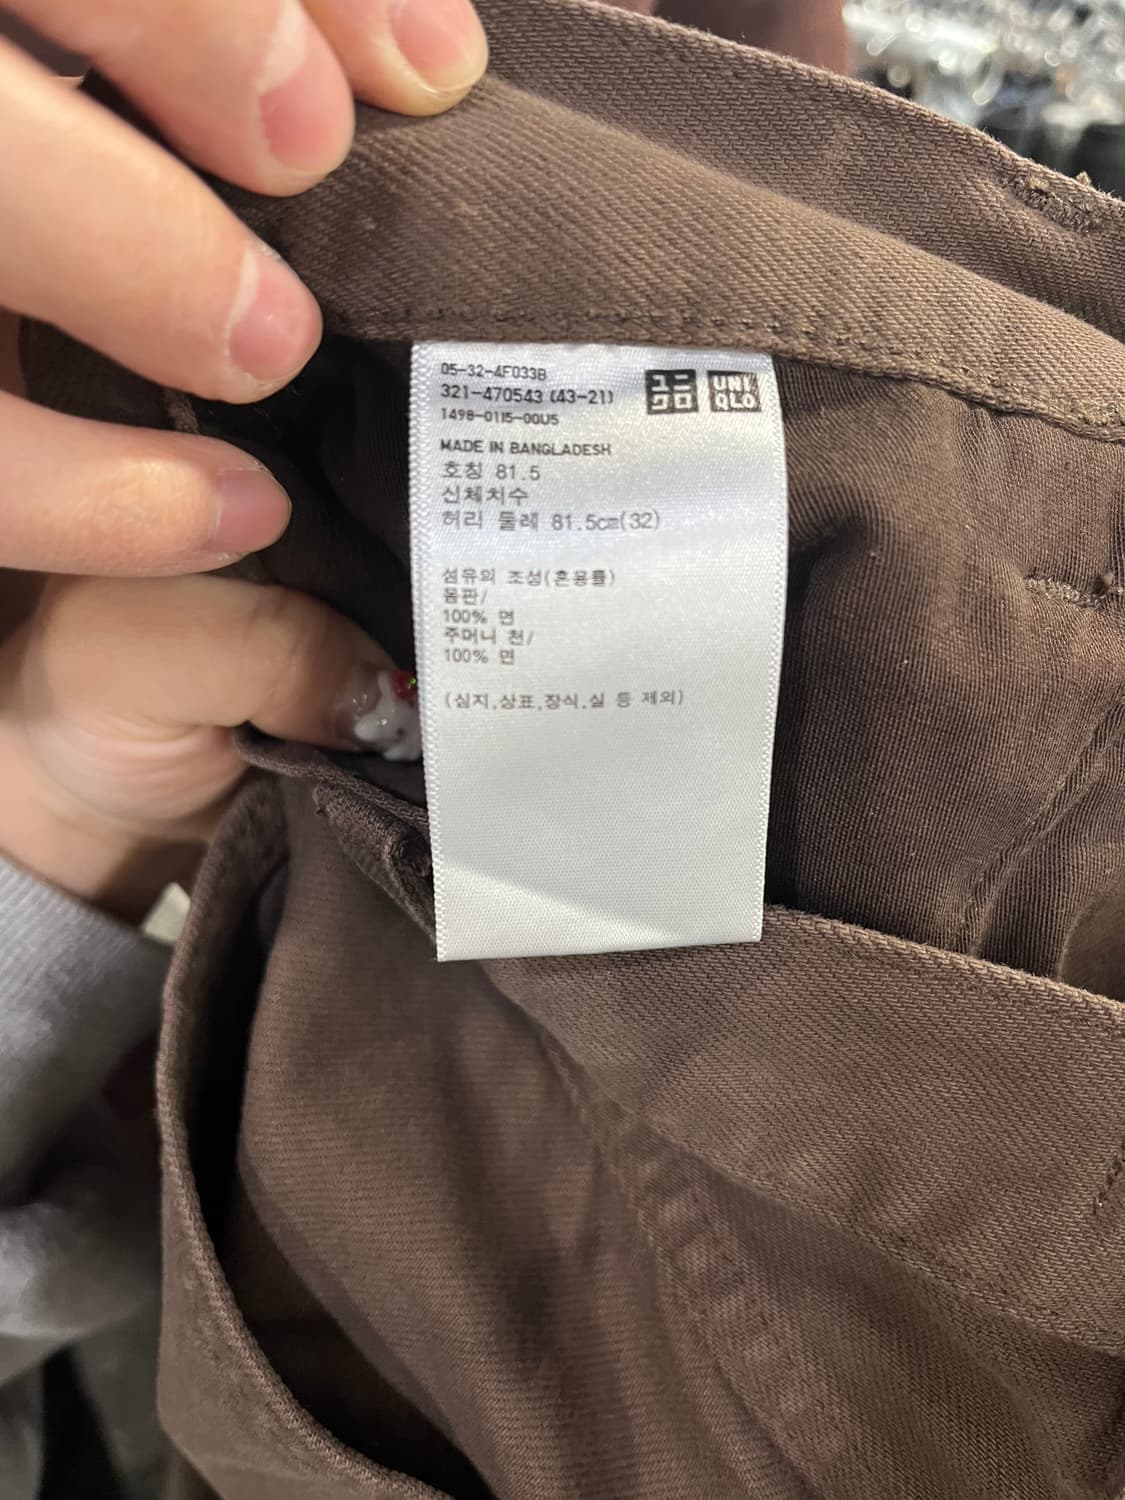 05-32-4F033B
321-470543 (43-21)
1498-0115-00US
ユニ
クロ
UNI
QLO
MADE IN BANGLADESH
호칭 81.5
신체치수
허리 둘레 81.5cm(32)
섬유의 조성(혼용률)
몸판/
100% 면
주머니 천/
100% 면
(심지,상표,장식,실 등 제외)